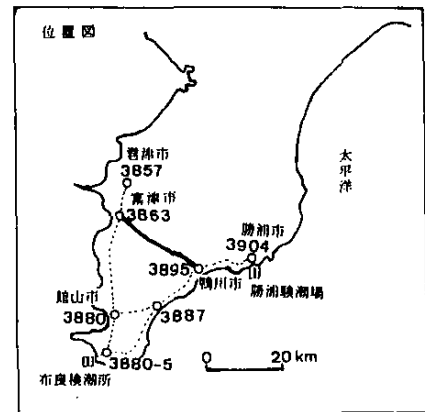 位置図
君津市
3857
富津市
3863
太平洋
勝浦市
3904
3895
鴨川市
勝浦験潮場
館山市
3880
3887
3880-5
布良検潮所
0 20 km